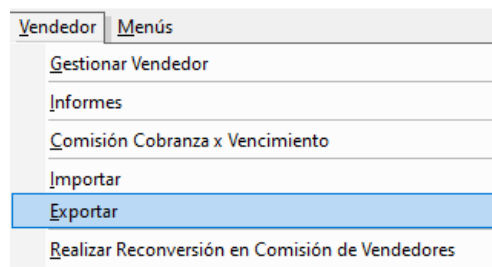 Vendedor Menús
Gestionar Vendedor
Informes
Comisión Cobranza x Vencimiento
Importar
Exportar
Realizar Reconversión en Comisión de Vendedores